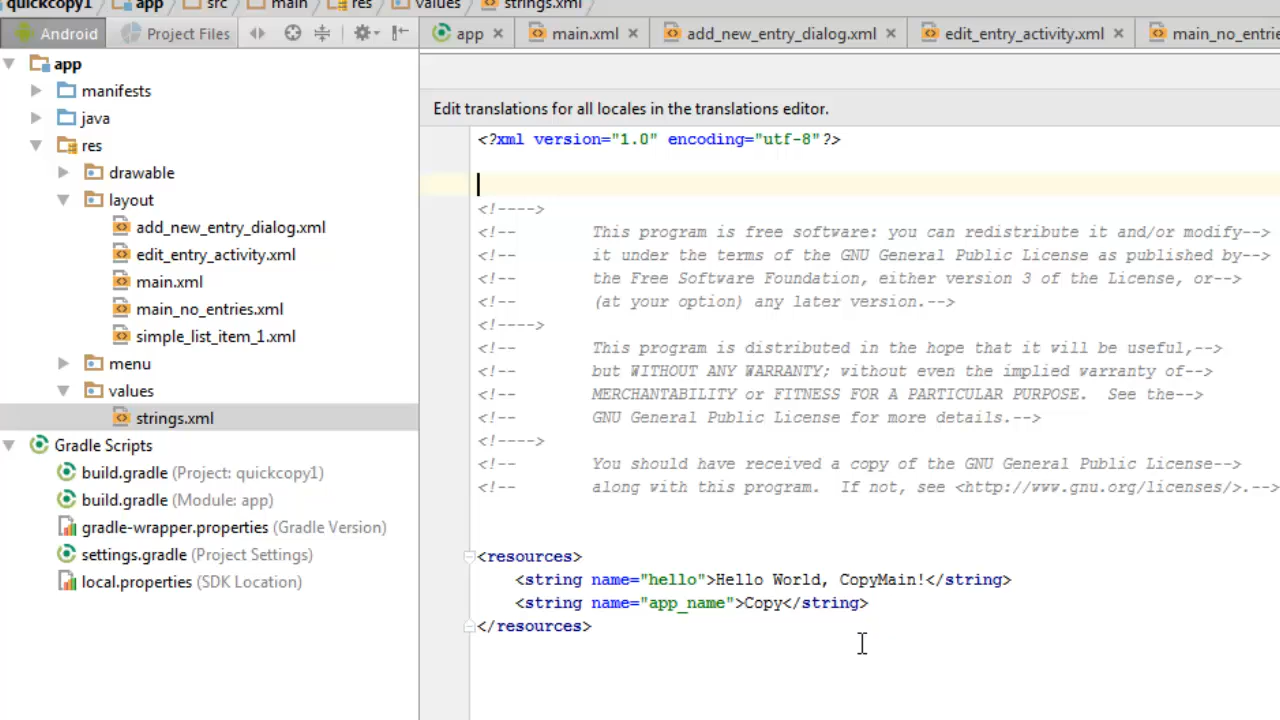 quickcopy1 app src main res values strings.xml
Android Project Files
app main.xml add_new_entry_dialog.xml edit_entry_activity.xml main_no_entrie
app
manifests
java
res
drawable
layout
add_new_entry_dialog.xml
edit_entry_activity.xml
main.xml
main_no_entries.xml
simple_list_item_1.xml
menu
values
strings.xml
Gradle Scripts
build.gradle (Project: quickcopy1)
build.gradle (Module: app)
gradle-wrapper.properties (Gradle Version)
settings.gradle (Project Settings)
local.properties (SDK Location)
Edit translations for all locales in the translations editor.
<?xml version="1.0" encoding="utf-8"?>
<!---->
<!-- This program is free software: you can redistribute it and/or modify-->
<!-- it under the terms of the GNU General Public License as published by-->
<!-- the Free Software Foundation, either version 3 of the License, or-->
<!-- (at your option) any later version.-->
<!---->
<!-- This program is distributed in the hope that it will be useful,-->
<!-- but WITHOUT ANY WARRANTY; without even the implied warranty of-->
<!-- MERCHANTABILITY or FITNESS FOR A PARTICULAR PURPOSE.  See the-->
<!-- GNU General Public License for more details.-->
<!---->
<!-- You should have received a copy of the GNU General Public License-->
<!-- along with this program.  If not, see <http://www.gnu.org/licenses/>.-->
<resources>
<string name="hello">Hello World, CopyMain!</string>
<string name="app_name">Copy</string>
</resources>